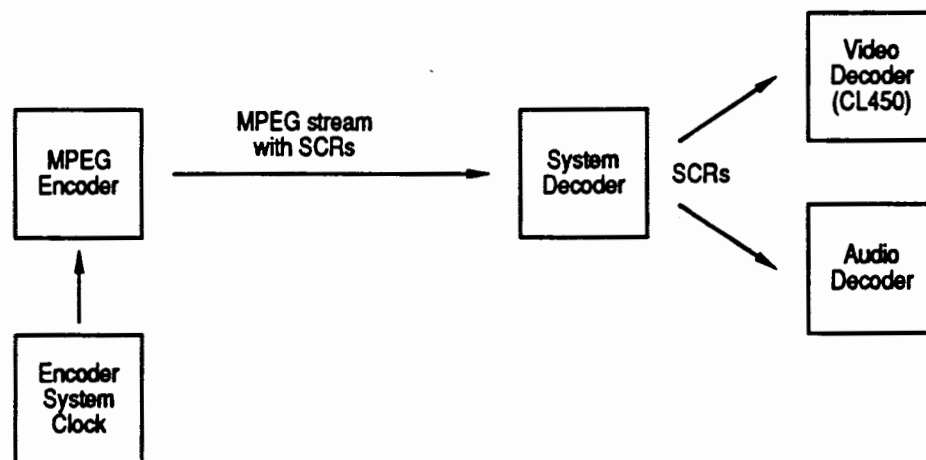 MPEG
Encoder
MPEG stream
with SCRs
System
Decoder
SCRs
Video
Decoder
(CL450)
Audio
Decoder
Encoder
System
Clock